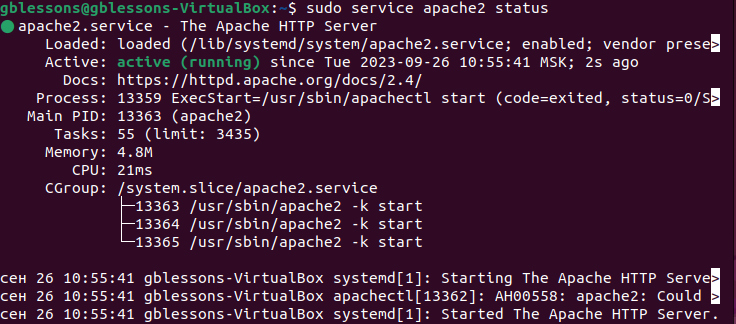 gblessons@gblessons-VirtualBox:~$ sudo service apache2 status
● apache2.service - The Apache HTTP Server
     Loaded: loaded (/lib/systemd/system/apache2.service; enabled; vendor prese>
     Active: active (running) since Tue 2023-09-26 10:55:41 MSK; 2s ago
       Docs: https://httpd.apache.org/docs/2.4/
    Process: 13359 ExecStart=/usr/sbin/apachectl start (code=exited, status=0/S>
   Main PID: 13363 (apache2)
      Tasks: 55 (limit: 3435)
     Memory: 4.8M
        CPU: 21ms
     CGroup: /system.slice/apache2.service
             ├─13363 /usr/sbin/apache2 -k start
             ├─13364 /usr/sbin/apache2 -k start
             └─13365 /usr/sbin/apache2 -k start
сен 26 10:55:41 gblessons-VirtualBox systemd[1]: Starting The Apache HTTP Serve>
сен 26 10:55:41 gblessons-VirtualBox apachectl[13362]: AH00558: apache2: Could >
сен 26 10:55:41 gblessons-VirtualBox systemd[1]: Started The Apache HTTP Server.